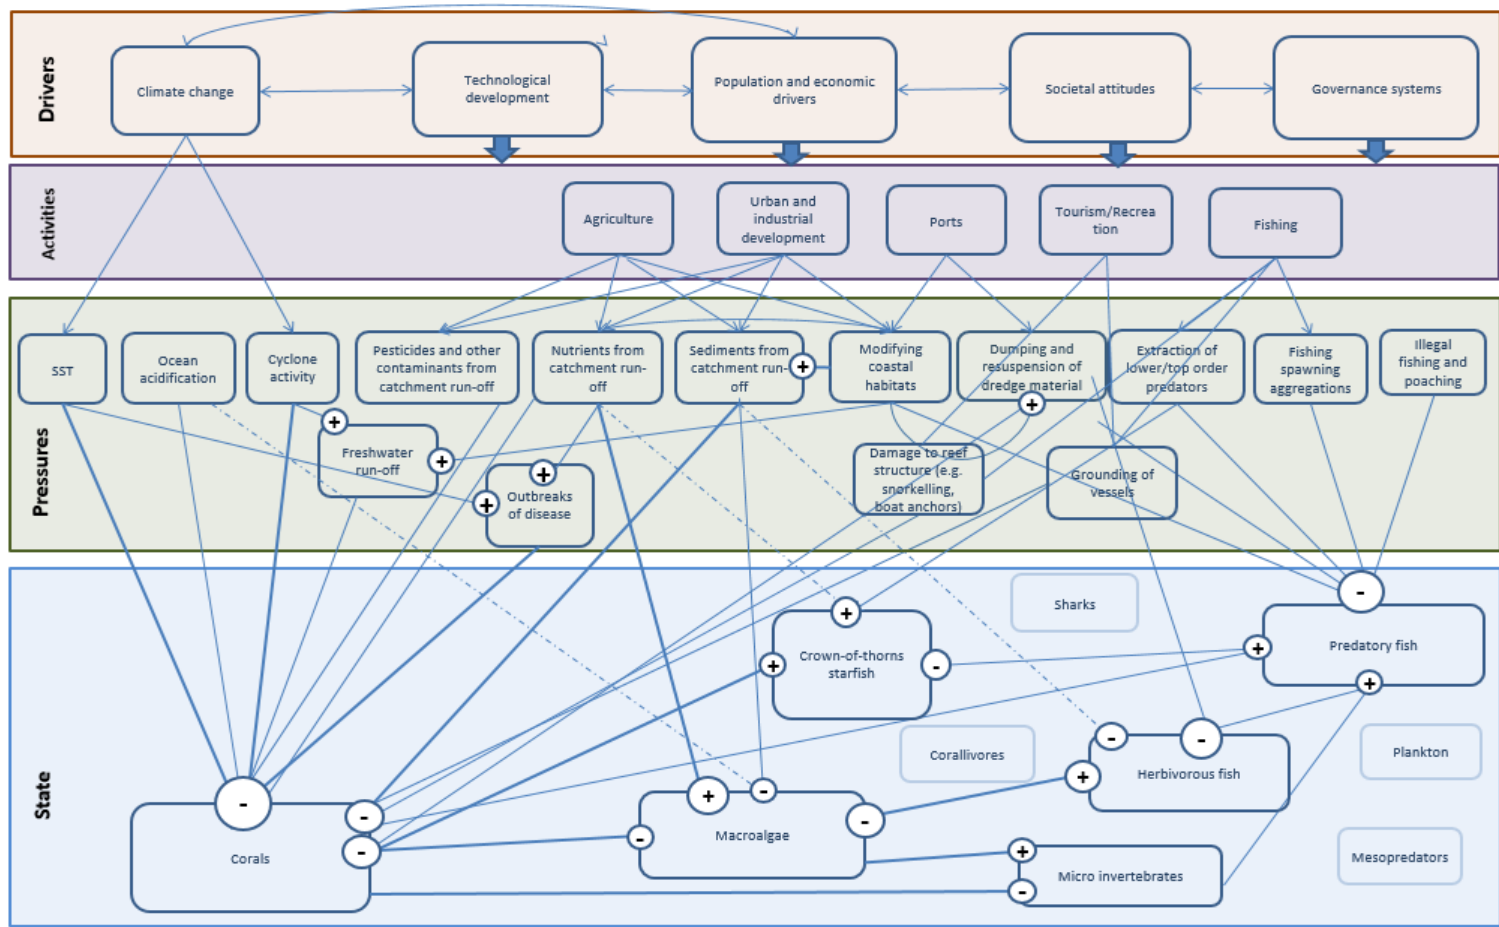 Drivers
Climate change
Technological
development
Population and economic
drivers
Societal attitudes
Governance systems
Activities
Agriculture
Urban and
industrial
development
Ports
Tourism/Recrea
tion
Fishing
Pressures
SST
Ocean
acidification
Cyclone
activity
Pesticides and other
contaminants from
catchment run-off
Nutrients from
catchment run-
off
Sediments from
catchment run-
off
+
Modifying
coastal
habitats
Dumping and
resuspension of
dredge material
+
Extraction of
lower/top order
predators
Fishing
spawning
aggregations
Illegal
fishing and
poaching
+
Freshwater
run-off
+
+
+
Outbreaks
of disease
Damage to reef
structure (e.g.
snorkelling,
boat anchors)
Grounding of
vessels
State
-
-
-
Corals
+
+
Crown-of-thorns
starfish
-
Sharks
-
+
Predatory fish
+
Corallivores
-
-
+
Herbivorous fish
Plankton
+
-
-
Macroalgae
-
+
Micro invertebrates
-
Mesopredators